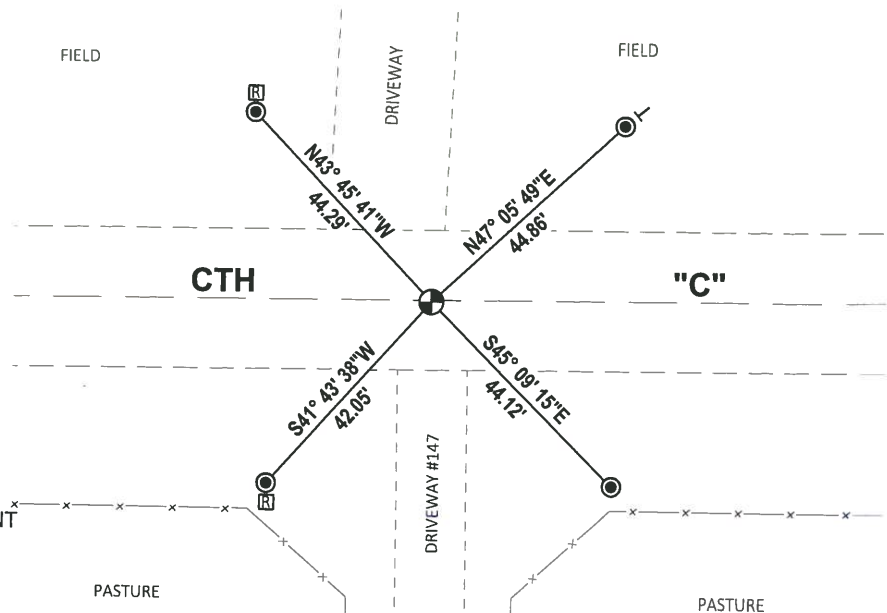 FIELD
FIELD
DRIVEWAY
R
N43° 45' 41"W
44.29'
N47° 05' 49"E
44.86'
CTH
"C"
S41° 43' 38"W
42.05'
S45° 09' 15"E
44.12'
DRIVEWAY #147
R
NT
PASTURE
PASTURE